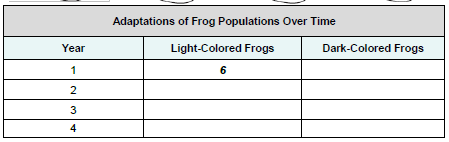 Adaptations of Frog Populations Over Time
Year Light-Colored Frogs Dark-Colored Frogs
1 6
2
3
4